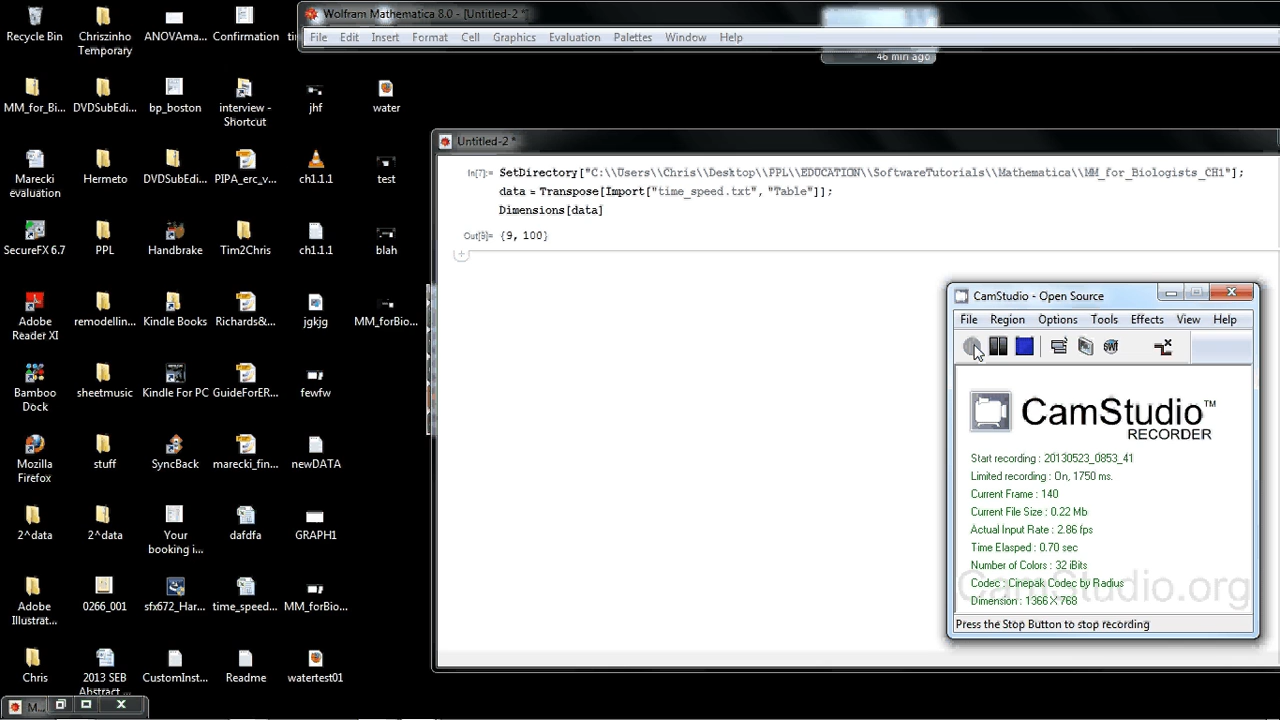 Recycle Bin
Chriszinho
Temporary
ANOVAma...
Confirmation
Wolfram Mathematica 8.0 - [Untitled-2 *]
File Edit Insert Format Cell Graphics Evaluation Palettes Window Help
46 min ago
MM_for_Bi...
DVDSubEdi...
bp_boston
interview -
Shortcut
jhf
water
Untitled-2 *
In[7]:= SetDirectory["C:\\Users\\Chris\\Desktop\\PPL\\EDUCATION\\SoftwareTutorials\\Mathematica\\MM_for_Biologists_CH1"];
data = Transpose[Import["time_speed.txt", "Table"]];
Dimensions[data]
Out[9]= {9, 100}
Marecki
evaluation
Hermeto
DVDSubEdi...
PIPA_erc_v...
ch1.1.1
test
SecureFX 6.7
PPL
Handbrake
Tim2Chris
ch1.1.1
blah
Adobe
Reader XI
remodellin...
Kindle Books
Richards&...
jgkjg
MM_forBio...
Bamboo
Dock
sheetmusic
Kindle For PC
GuideForER...
fewfw
Mozilla
Firefox
stuff
SyncBack
marecki_fin...
newDATA
2^data
2^data
Your
booking i...
dafdfa
GRAPH1
Adobe
Illustrat...
0266_001
sfx672_Har...
time_speed...
MM_forBio...
Chris
2013 SEB
Abstract ...
CustomInst...
Readme
watertest01
M...
CamStudio - Open Source
File Region Options Tools Effects View Help
CamStudio™
RECORDER
Start recording : 20130523_0853_41
Limited recording : On, 1750 ms.
Current Frame : 140
Current File Size : 0.22 Mb
Actual Input Rate : 2.86 fps
Time Elasped : 0.70 sec
Number of Colors : 32 iBits
Codec : Cinepak Codec by Radius
Dimension : 1366 X 768
CamStudio.org
Press the Stop Button to stop recording